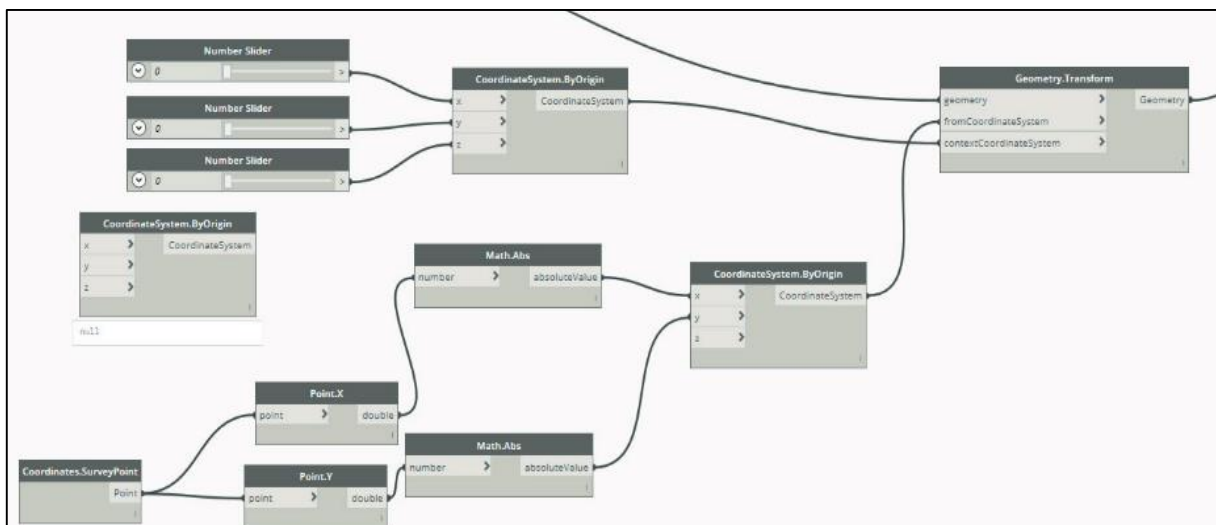 Number Slider
0 >
Number Slider
0 >
Number Slider
0 >
CoordinateSystem.ByOrigin
x > CoordinateSystem
y >
z >
Geometry.Transform
geometry > Geometry
fromCoordinateSystem >
contextCoordinateSystem >
CoordinateSystem.ByOrigin
x > CoordinateSystem
y >
z >
null
Math.Abs
number > absoluteValue
CoordinateSystem.ByOrigin
x > CoordinateSystem
y >
z >
Point.X
point > double
Math.Abs
number > absoluteValue
Coordinates.SurveyPoint
Point
Point.Y
point > double